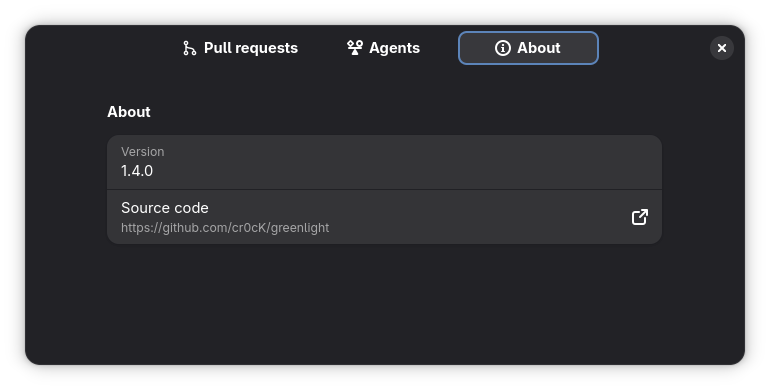 Pull requests
Agents
About
About
Version
1.4.0
Source code
https://github.com/cr0cK/greenlight